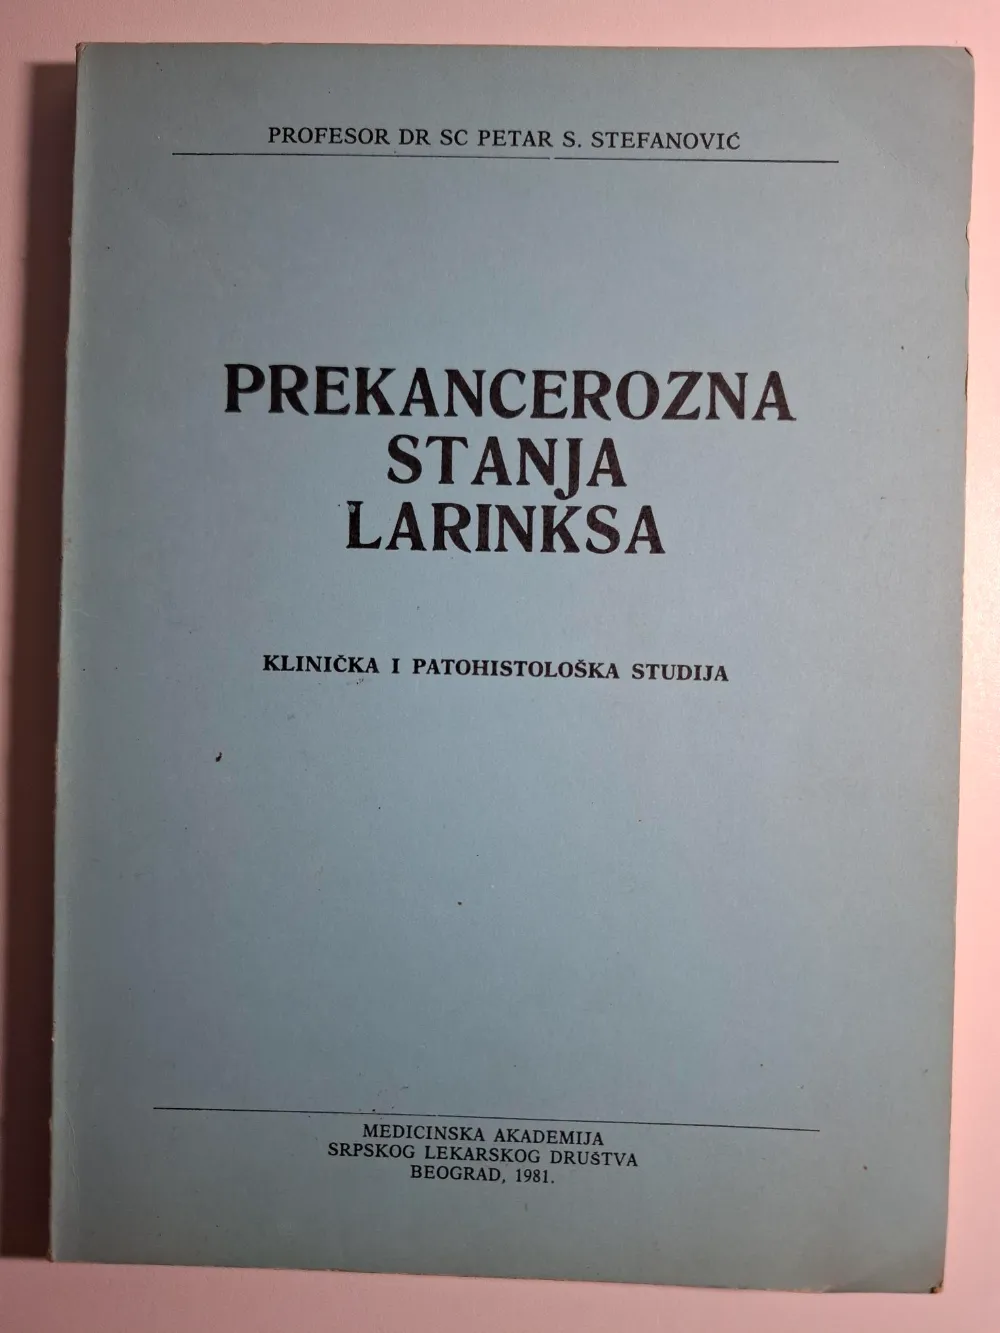 PROFESOR DR SC PETAR S. STEFANOVIĆ
PREKANCEROZNA
STANJA
LARINKSA
KLINIČKA I PATOHISTOLOŠKA STUDIJA
MEDICINSKA AKADEMIJA
SRPSKOG LEKARSKOG DRUŠTVA
BEOGRAD, 1981.